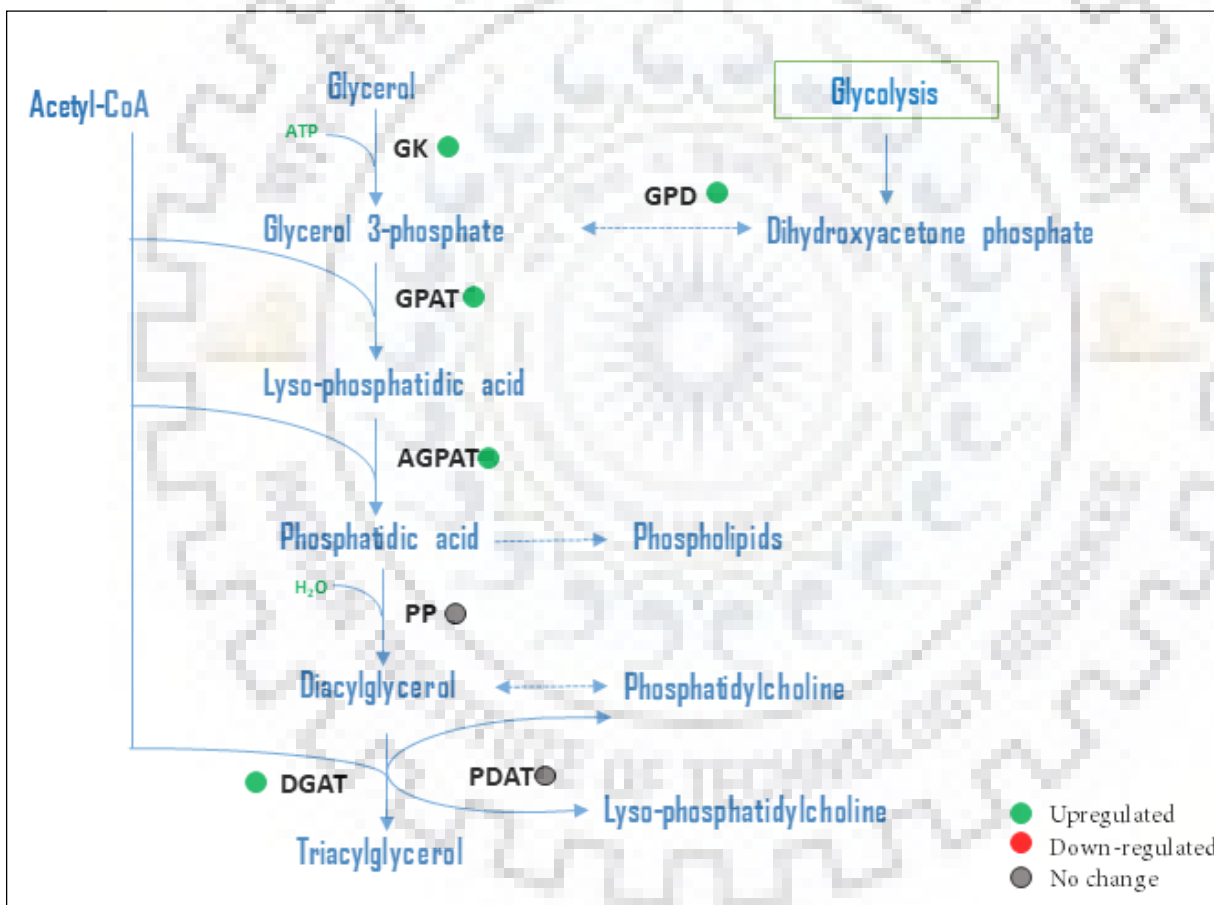 Glycerol
Glycolysis
Acetyl-CoA
ATP
GK
GPD
Glycerol 3-phosphate
Dihydroxyacetone phosphate
GPAT
Lyso-phosphatidic acid
AGPAT
Phosphatidic acid
Phospholipids
H₂O
PP
Diacylglycerol
Phosphatidylcholine
DGAT
PDAT
Lyso-phosphatidylcholine
Triacylglycerol
Upregulated
Down-regulated
No change